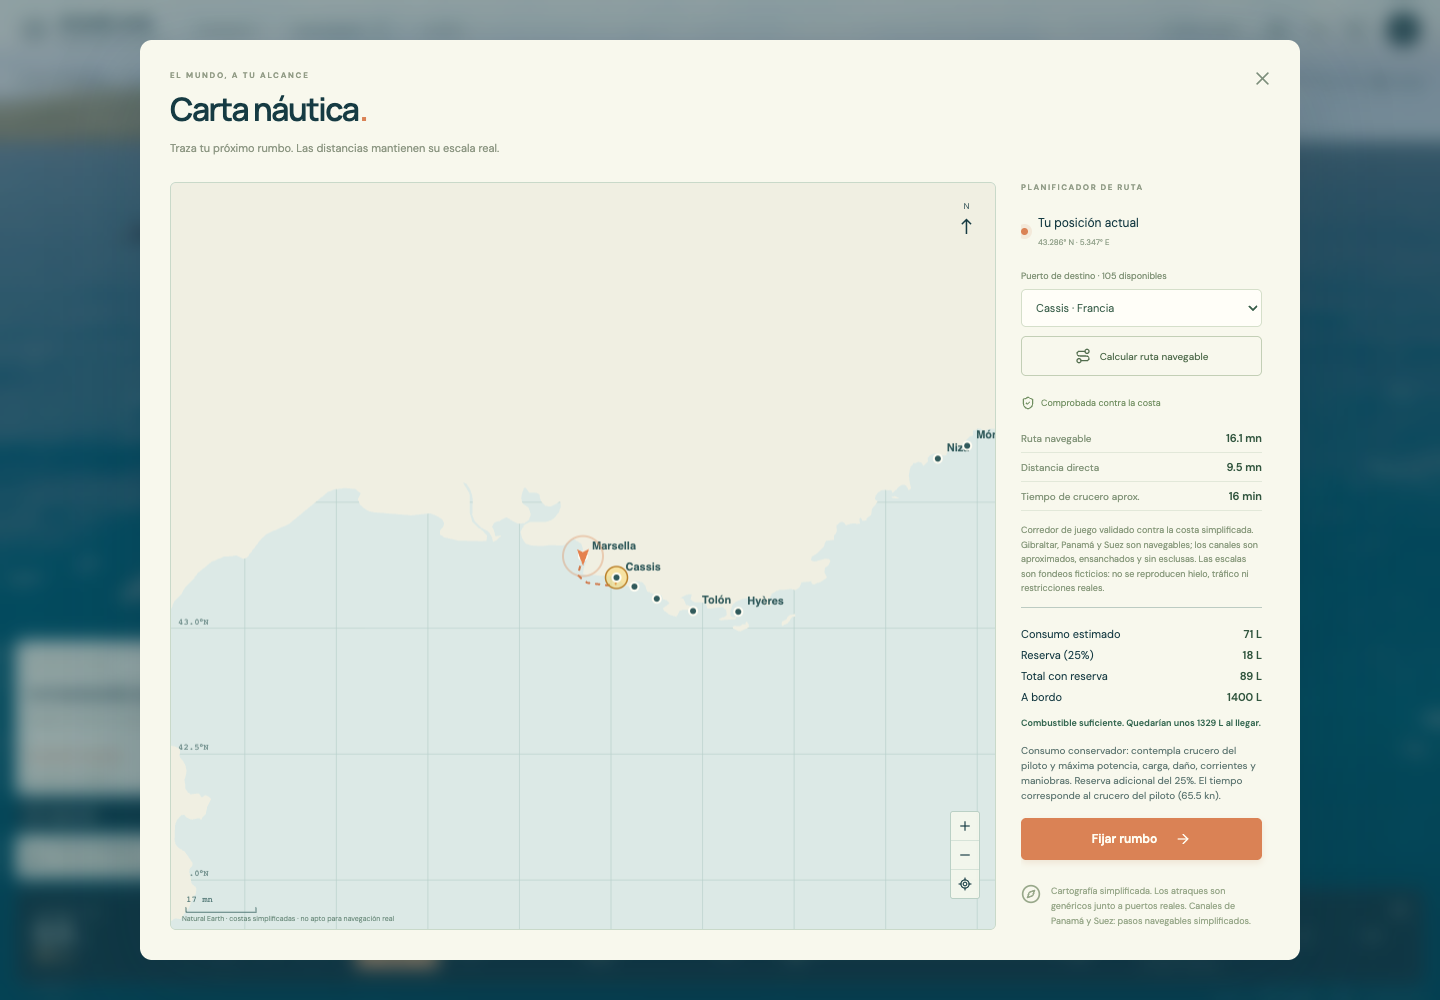 EL MUNDO, A TU ALCANCE
Carta náutica.
Traza tu próximo rumbo. Las distancias mantienen su escala real.
N
Món
Niz
Marsella
Cassis
Tolón
Hyères
43.0°N
42.5°N
.0°N
17 mn
Natural Earth · costas simplificadas · no apto para navegación real
PLANIFICADOR DE RUTA
Tu posición actual
43.286° N · 5.347° E
Puerto de destino · 105 disponibles
Cassis · Francia
Calcular ruta navegable
Comprobada contra la costa
Ruta navegable 16.1 mn
Distancia directa 9.5 mn
Tiempo de crucero aprox. 16 min
Corredor de juego validado contra la costa simplificada.
Gibraltar, Panamá y Suez son navegables; los canales son
aproximados, ensanchados y sin esclusas. Las escalas
son fondeos ficticios: no se reproducen hielo, tráfico ni
restricciones reales.
Consumo estimado 71 L
Reserva (25%) 18 L
Total con reserva 89 L
A bordo 1400 L
Combustible suficiente. Quedarían unos 1329 L al llegar.
Consumo conservador: contempla crucero del
piloto y máxima potencia, carga, daño, corrientes y
maniobras. Reserva adicional del 25%. El tiempo
corresponde al crucero del piloto (65.5 kn).
Fijar rumbo
Cartografía simplificada. Los atraques son
genéricos junto a puertos reales. Canales de
Panamá y Suez: pasos navegables simplificados.